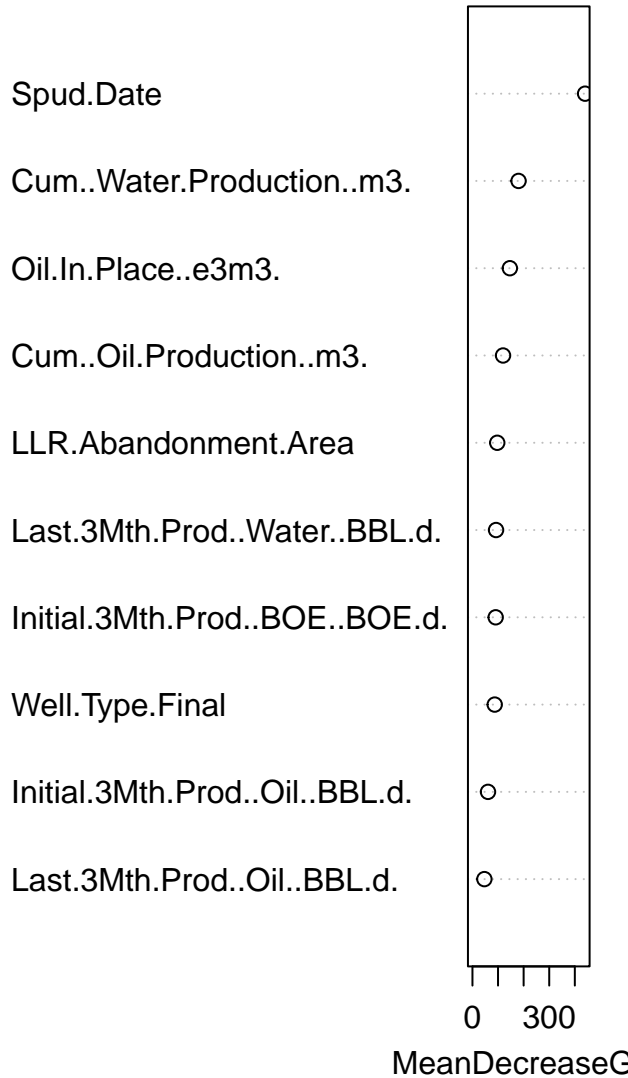 Spud.Date
Cum..Water.Production..m3.
Oil.In.Place..e3m3.
Cum..Oil.Production..m3.
LLR.Abandonment.Area
Last.3Mth.Prod..Water..BBL.d.
Initial.3Mth.Prod..BOE..BOE.d.
Well.Type.Final
Initial.3Mth.Prod..Oil..BBL.d.
Last.3Mth.Prod..Oil..BBL.d.
0 300
MeanDecreaseG